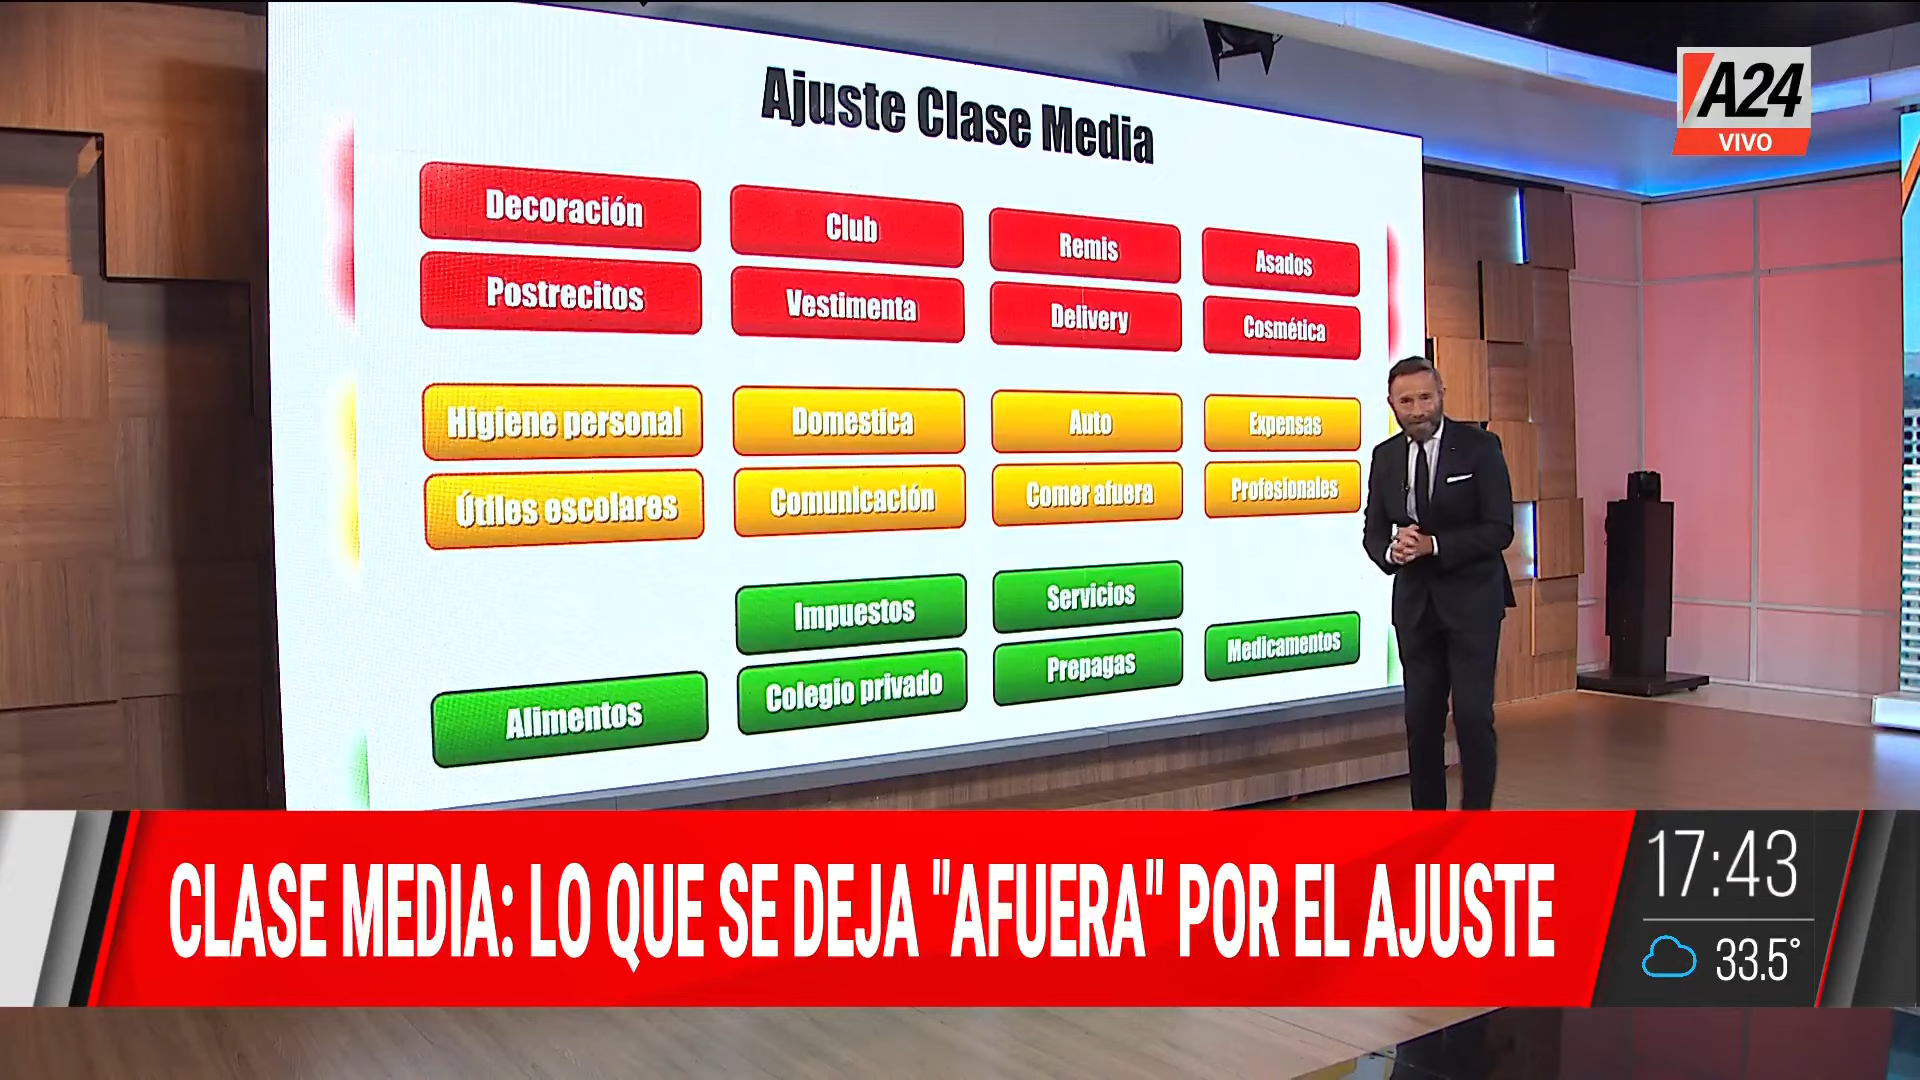 A24
VIVO
Ajuste Clase Media
Decoración
Club
Remis
Asados
Postrecitos
Vestimenta
Delivery
Cosmética
Higiene personal
Domestica
Auto
Expensas
Útiles escolares
Comunicación
Comer afuera
Profesionales
Impuestos
Servicios
Alimentos
Colegio privado
Prepagas
Medicamentos
CLASE MEDIA: LO QUE SE DEJA "AFUERA" POR EL AJUSTE
17:43
33.5°